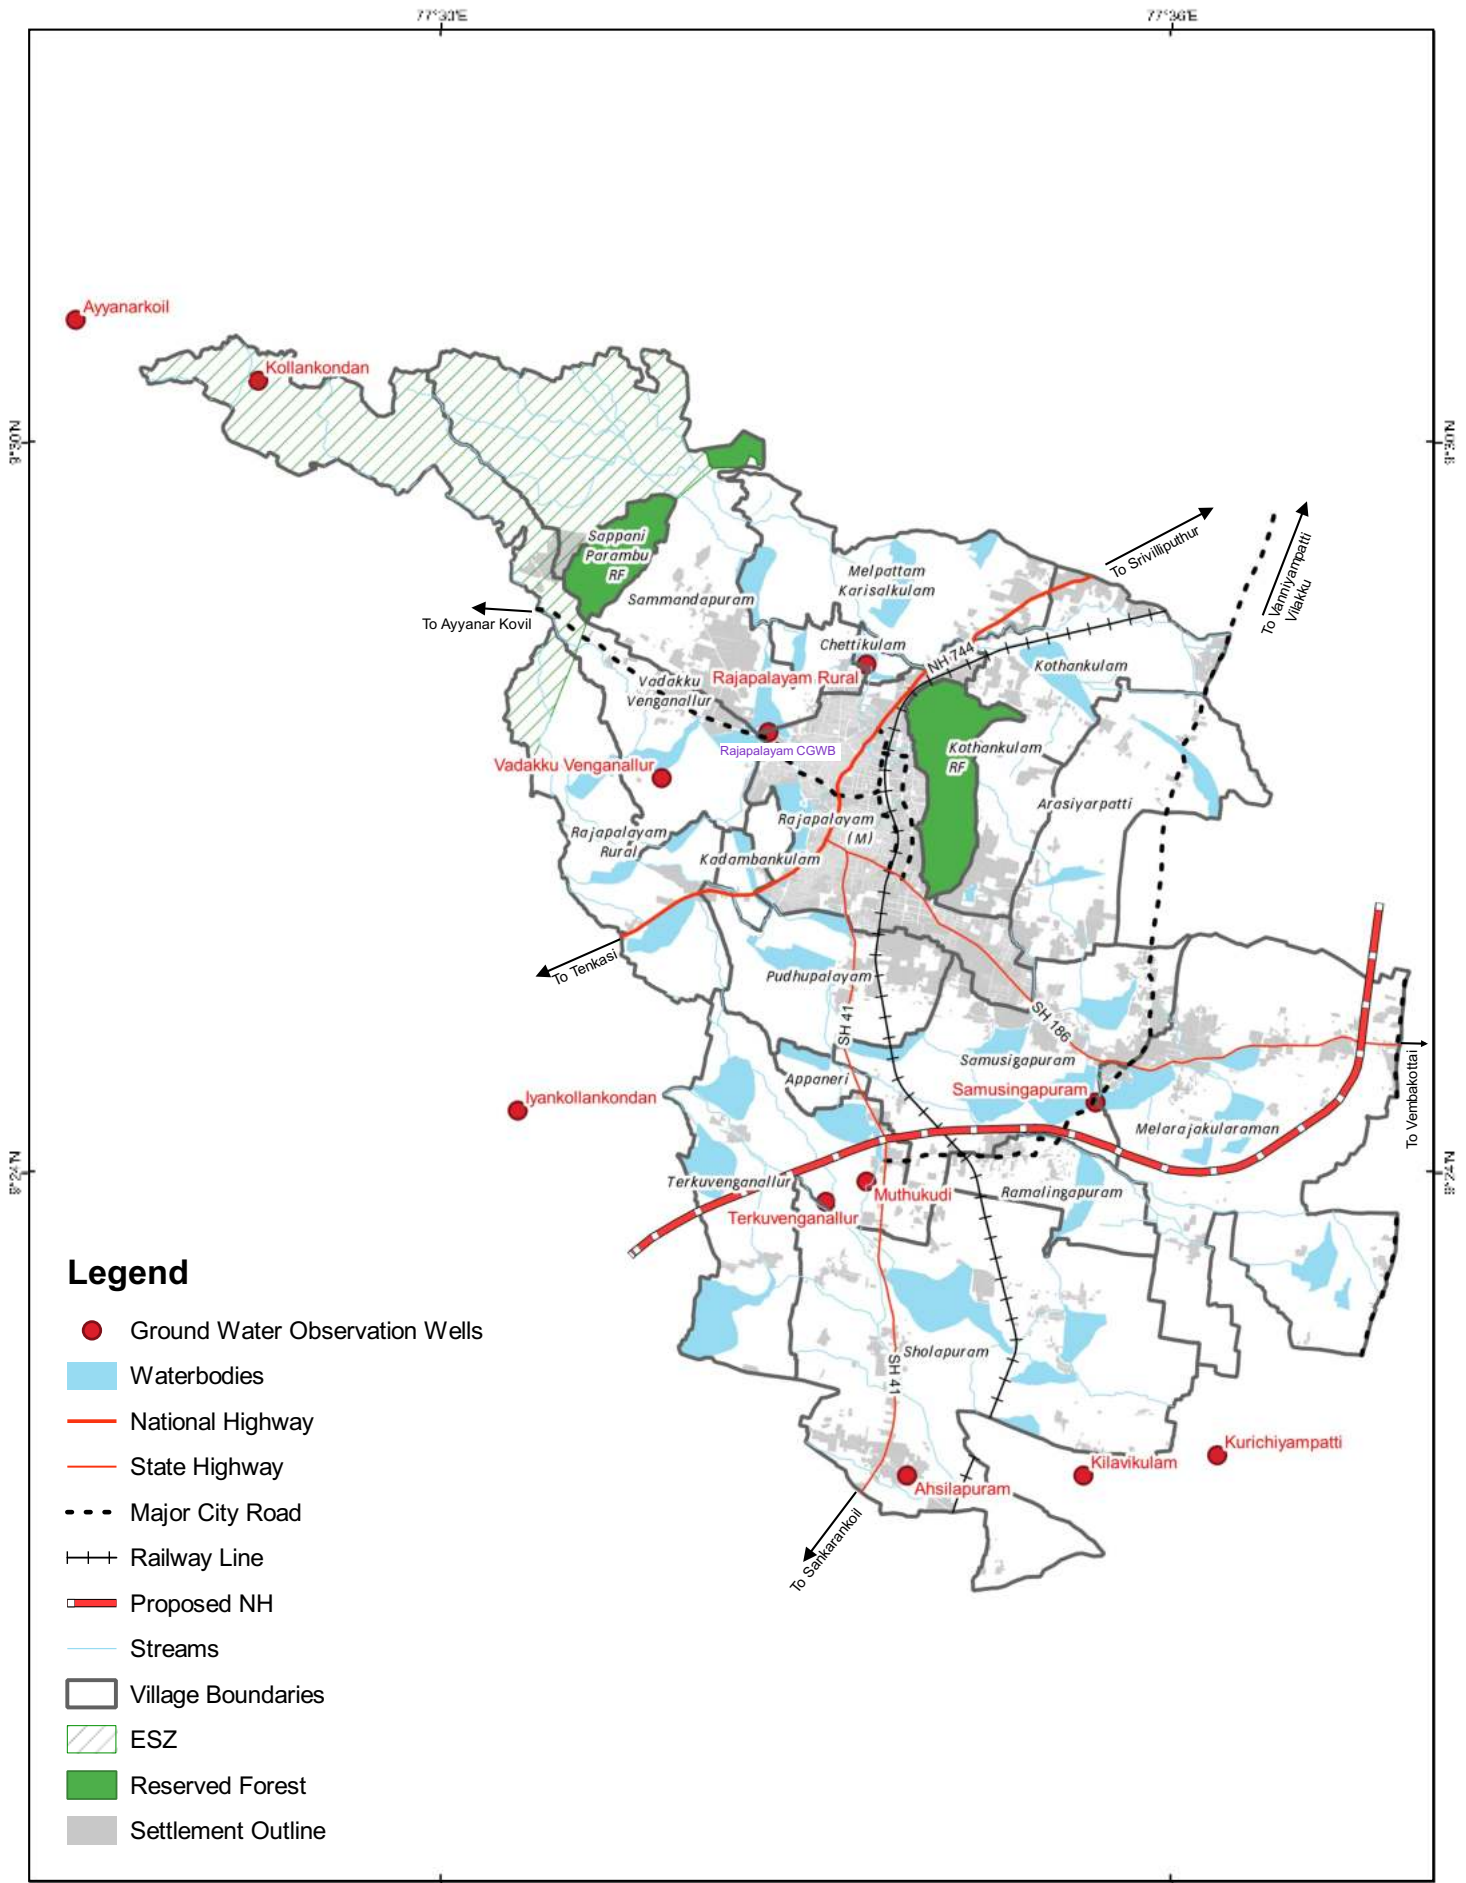 77°30'E
77°36'E
Ayyanarkoil
Kollankondan
Sappani
Parambu
RF
Sammandapuram
Melpattam
Karisalkulam
To Srivilliputhur
To Vanniyampatti
Vilakku
To Ayyanar Kovil
Chettikulam
NH 744
Kothankulam
Rajapalayam Rural
Vadakku
Venganallur
Rajapalayam CGWB
Kothankulam
RF
Vadakku Venganallur
Arasiyarpatti
Rajapalayam
(M)
Rajapalayam
Rural
Kadambankulam
To Tenkasi
Pudhupalayam
SH 41
SH 186
Samusigapuram
Appaneri
Samusingapuram
To Vembakottai
Iyankollankondan
Melarajakularaman
Terkuvenganallur
Muthukudi
Ramalingapuram
Terkuvenganallur
Sholapuram
SH 41
Kurichiyampatti
Kilavikulam
Ahsilapuram
To Sankarankoil
Legend
Ground Water Observation Wells
Waterbodies
National Highway
State Highway
Major City Road
Railway Line
Proposed NH
Streams
Village Boundaries
ESZ
Reserved Forest
Settlement Outline